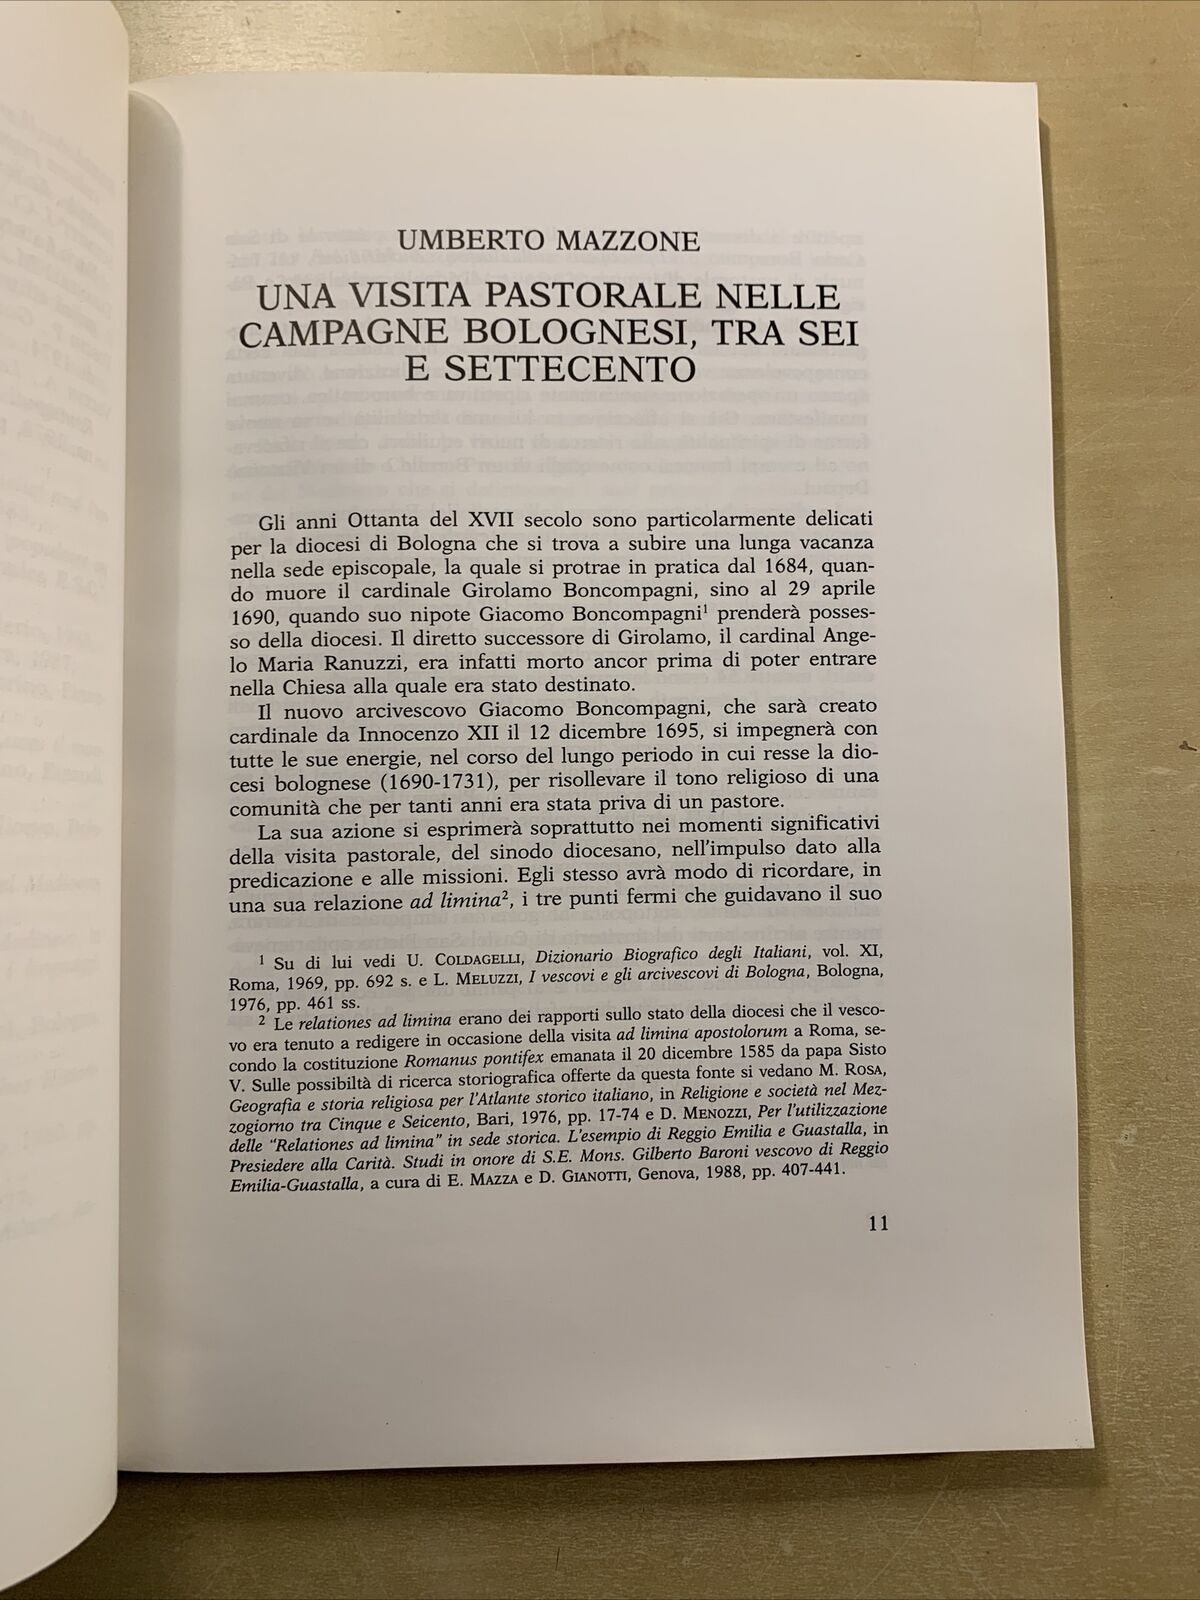 UMBERTO MAZZONE
UNA VISITA PASTORALE NELLE
CAMPAGNE BOLOGNESI, TRA SEI
E SETTECENTO
Gli anni Ottanta del XVII secolo sono particolarmente delicati
per la diocesi di Bologna che si trova a subire una lunga vacanza
nella sede episcopale, la quale si protrae in pratica dal 1684, quan-
do muore il cardinale Girolamo Boncompagni, sino al 29 aprile
1690, quando suo nipote Giacomo Boncompagni¹ prenderà posses-
so della diocesi. Il diretto successore di Girolamo, il cardinal Ange-
lo Maria Ranuzzi, era infatti morto ancor prima di poter entrare
nella Chiesa alla quale era stato destinato.
Il nuovo arcivescovo Giacomo Boncompagni, che sarà creato
cardinale da Innocenzo XII il 12 dicembre 1695, si impegnerà con
tutte le sue energie, nel corso del lungo periodo in cui resse la dio-
cesi bolognese (1690-1731), per risollevare il tono religioso di una
comunità che per tanti anni era stata priva di un pastore.
La sua azione si esprimerà soprattutto nei momenti significativi
della visita pastorale, del sinodo diocesano, nell'impulso dato alla
predicazione e alle missioni. Egli stesso avrà modo di ricordare, in
una sua relazione ad limina², i tre punti fermi che guidavano il suo
¹ Su di lui vedi U. COLDAGELLI, Dizionario Biografico degli Italiani, vol. XI,
Roma, 1969, pp. 692 s. e L. MELUZZI, I vescovi e gli arcivescovi di Bologna, Bologna,
1976, pp. 461 ss.
² Le relationes ad limina erano dei rapporti sullo stato della diocesi che il vesco-
vo era tenuto a redigere in occasione della visita ad limina apostolorum a Roma, se-
condo la costituzione Romanus pontifex emanata il 20 dicembre 1585 da papa Sisto
V. Sulle possibiltà di ricerca storiografica offerte da questa fonte si vedano M. ROSA,
Geografia e storia religiosa per l'Atlante storico italiano, in Religione e società nel Mez-
zogiorno tra Cinque e Seicento, Bari, 1976, pp. 17-74 e D. MENOZZI, Per l'utilizzazione
delle "Relationes ad limina" in sede storica. L'esempio di Reggio Emilia e Guastalla, in
Presiedere alla Carità. Studi in onore di S.E. Mons. Gilberto Baroni vescovo di Reggio
Emilia-Guastalla, a cura di E. MAZZA e D. GIANOTTI, Genova, 1988, pp. 407-441.
11